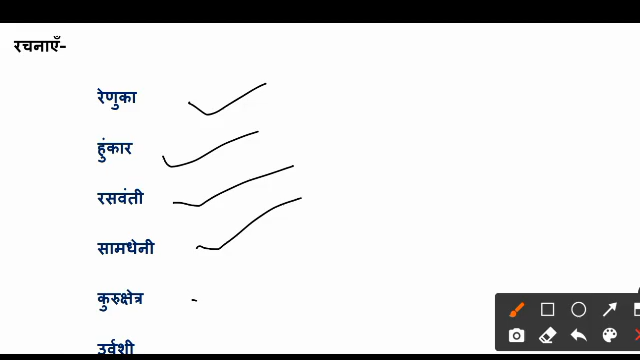 रचनाएँ-
रेणुका
हुंकार
रसवंती
सामधेनी
कुरुक्षेत्र
उर्वशी